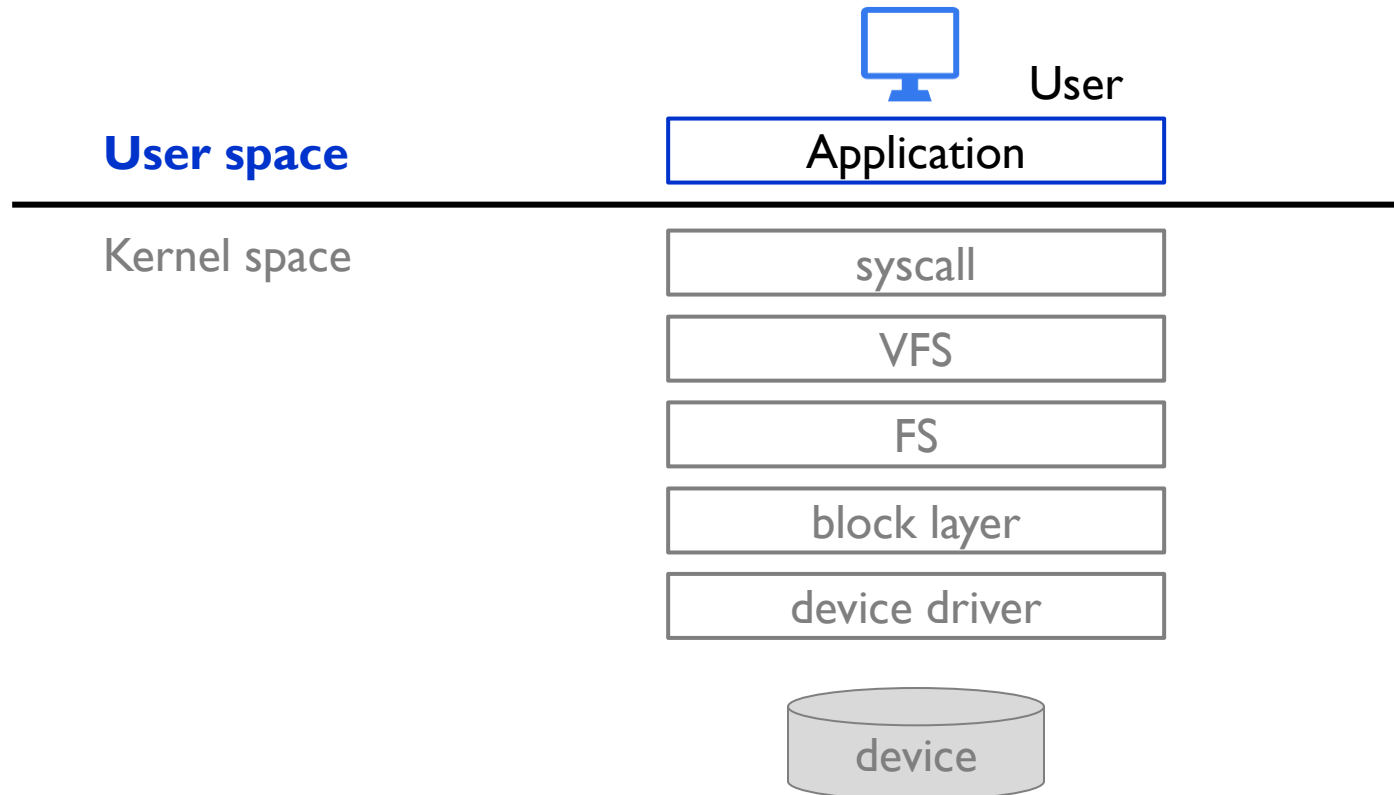 User
User space
Application
Kernel space
syscall
VFS
FS
block layer
device driver
device